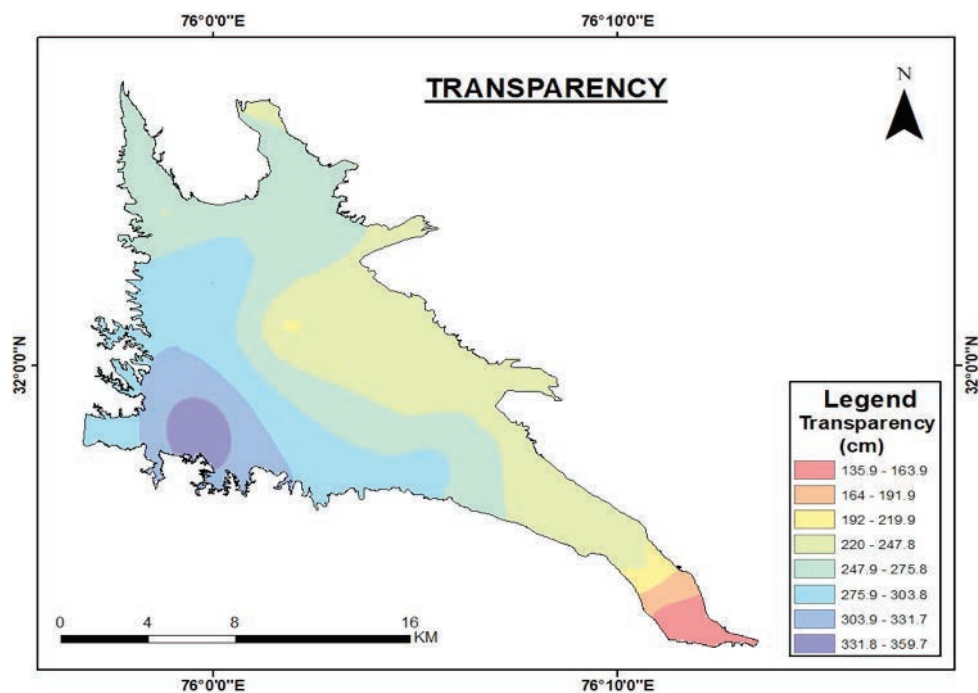 76°0'0"E
76°10'0"E
TRANSPARENCY
N
32°0'0"N
32°0'0"N
Legend
Transparency
(cm)
135.9 - 163.9
164 - 191.9
192 - 219.9
220 - 247.8
247.9 - 275.8
275.9 - 303.8
303.9 - 331.7
331.8 - 359.7
0 4 8 16
KM
76°0'0"E
76°10'0"E